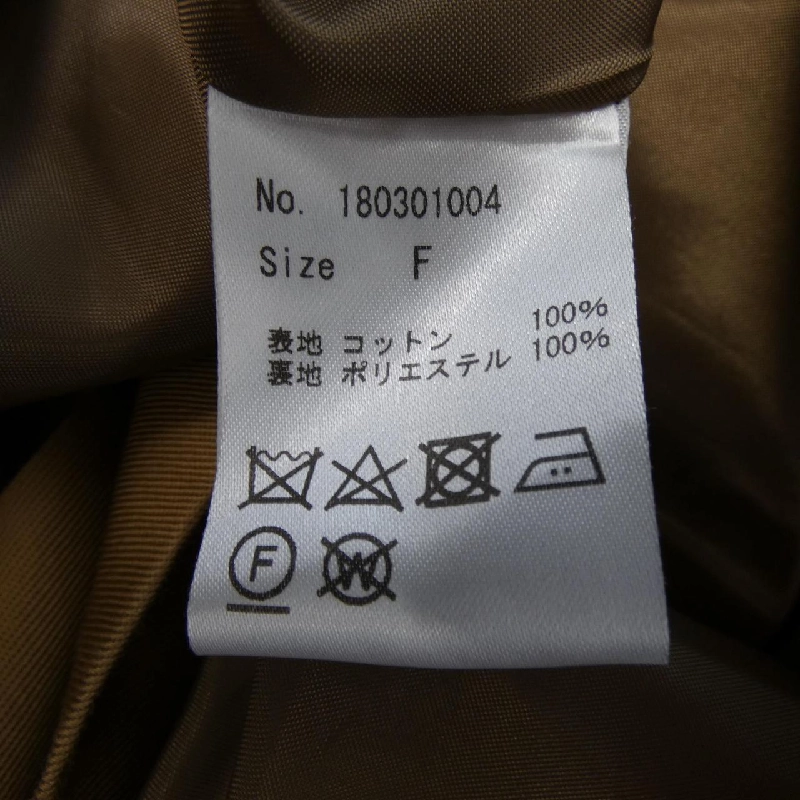 No. 180301004
Size F
表地 コットン 100%
裏地 ポリエステル 100%
F
W